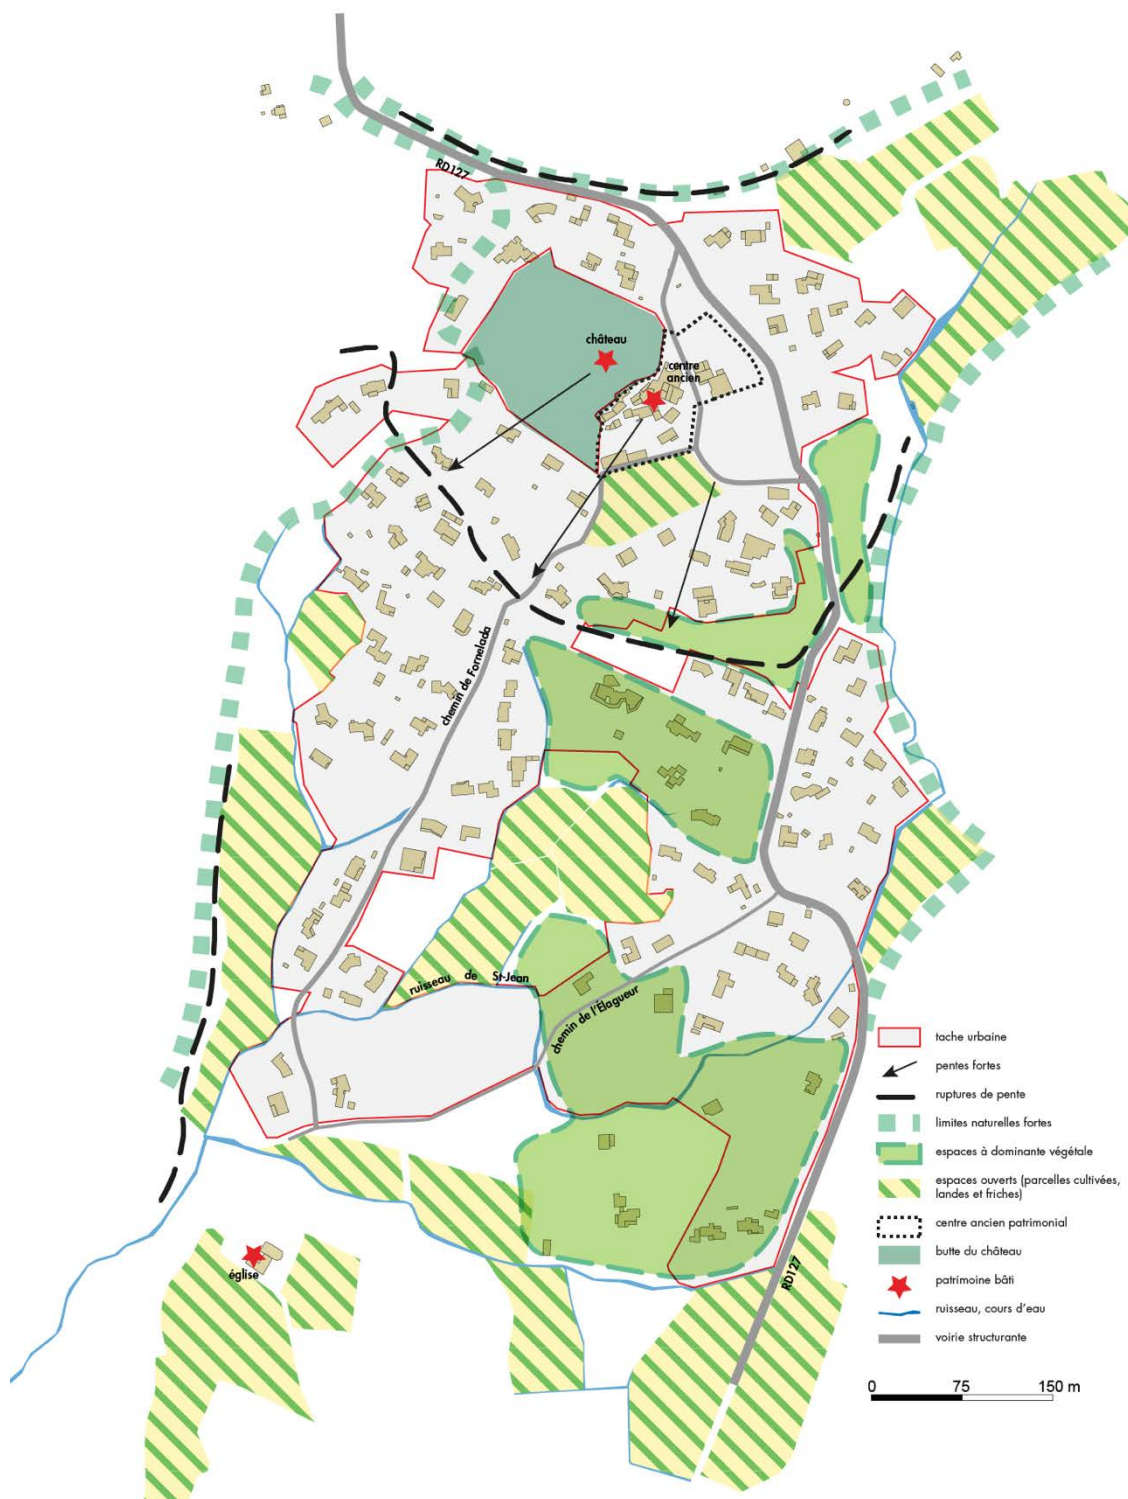 RD127
château
centre
ancien
chemin de Fornelada
ruisseau de St-Jean
chemin de l'Élagueur
église
RD127
tache urbaine
pentes fortes
ruptures de pente
limites naturelles fortes
espaces à dominante végétale
espaces ouverts (parcelles cultivées,
landes et friches)
centre ancien patrimonial
butte du château
patrimoine bâti
ruisseau, cours d'eau
voirie structurante
0 75 150 m